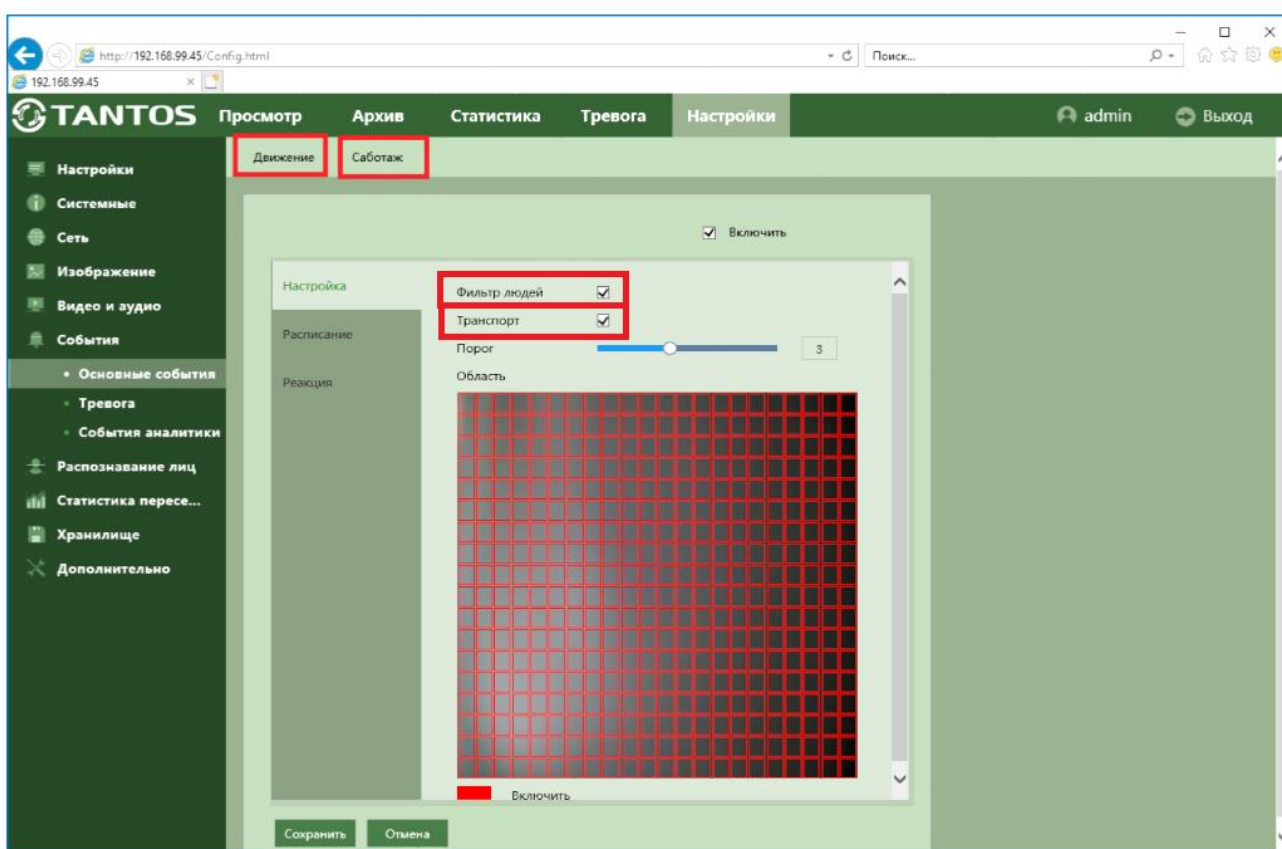 http://192.168.99.45/Config.html
Поиск...
192.168.99.45
TANTOS Просмотр Архив Статистика Тревога Настройки admin Выход
Движение Саботаж
Настройки
Системные
Сеть
Изображение
Видео и аудио
События
Основные события
Тревога
События аналитики
Распознавание лиц
Статистика пересе...
Хранилище
Дополнительно
Включить
Настройка
Расписание
Реакция
Фильтр людей
Транспорт
Порог 3
Область
Включить
Сохранить Отмена